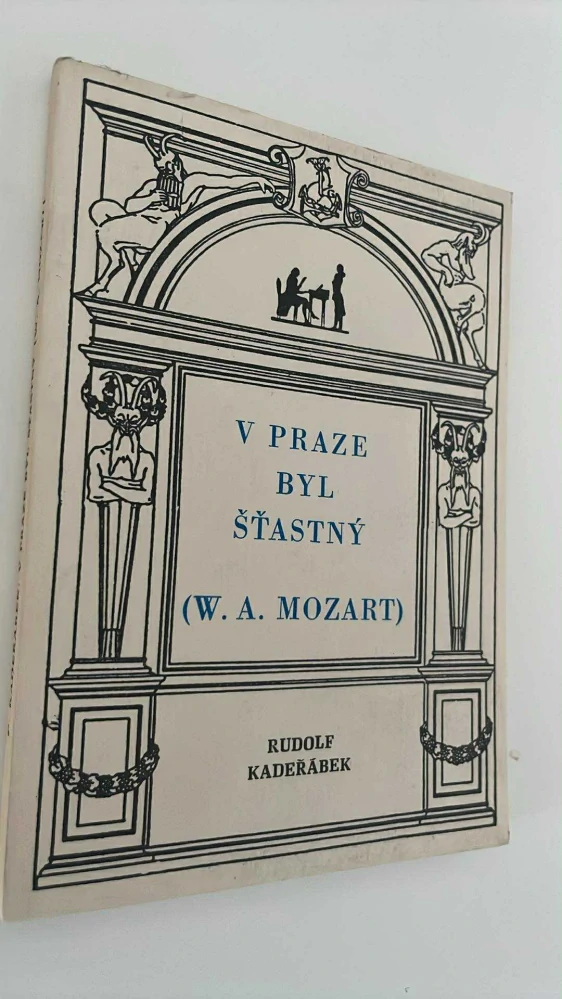 V PRAZE
BYL
ŠŤASTNÝ
(W. A. MOZART)
RUDOLF
KADEŘÁBEK